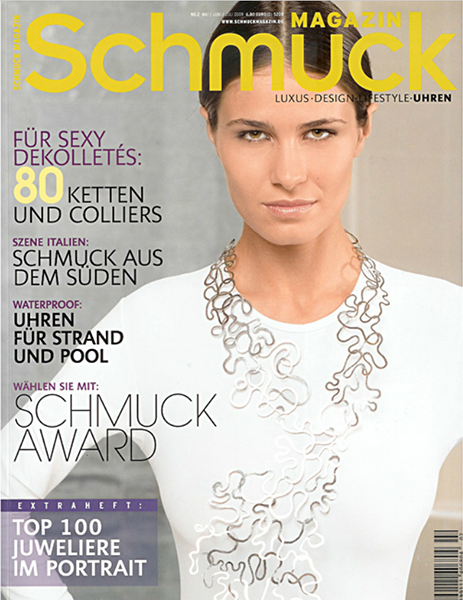 MAGAZIN
Schmuck
WWW.SCHMUCKMAGAZIN.DE
LUXUS·DESIGN·LIFESTYLE·UHREN
FÜR SEXY
DEKOLLETÉS:
80 KETTEN
UND COLLIERS
SZENE ITALIEN:
SCHMUCK AUS
DEM SÜDEN
WATERPROOF:
UHREN
FÜR STRAND
UND POOL
WÄHLEN SIE MIT:
SCHMUCK
AWARD
EXTRAHEFT:
TOP 100
JUWELIERE
IM PORTRAIT